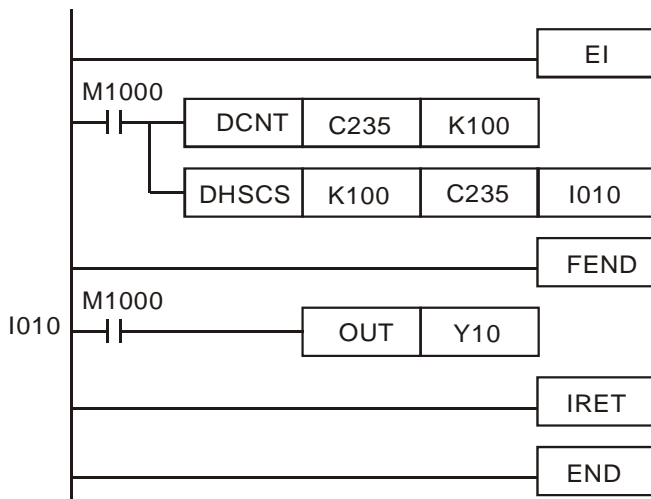 EI
M1000
DCNT C235 K100
DHSCS K100 C235 I010
FEND
M1000
I010 OUT Y10
IRET
END